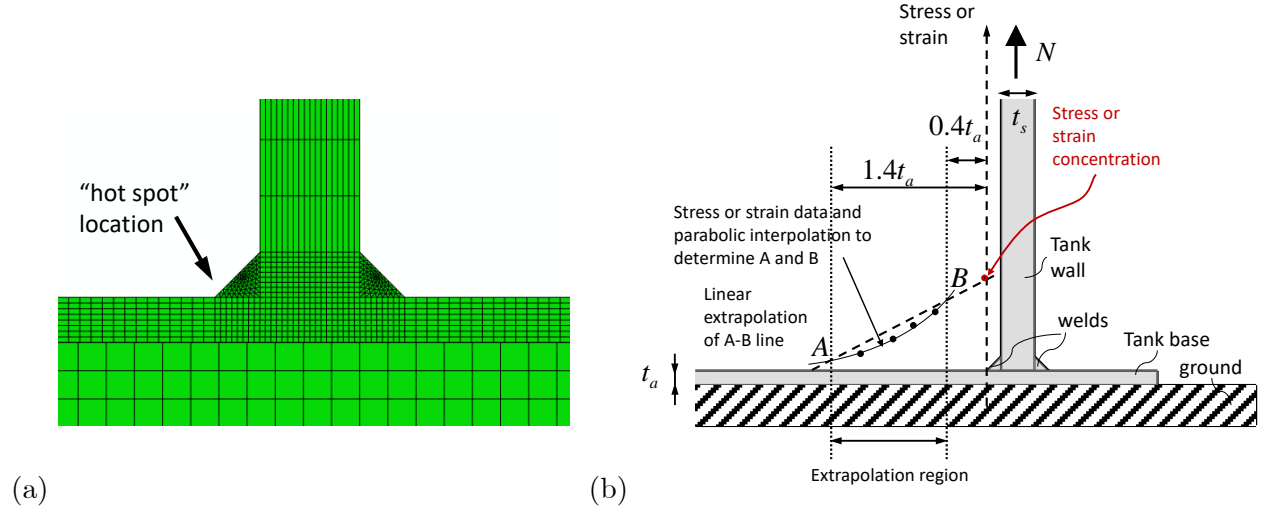 “hot spot”
location
(a)
Stress or
strain
N
t_s
Stress or
strain
concentration
0.4t_a
1.4t_a
Stress or strain data and
parabolic interpolation to
determine A and B
B
Tank
wall
Linear
extrapolation
of A-B line
A
welds
Tank base
ground
t_a
Extrapolation region
(b)